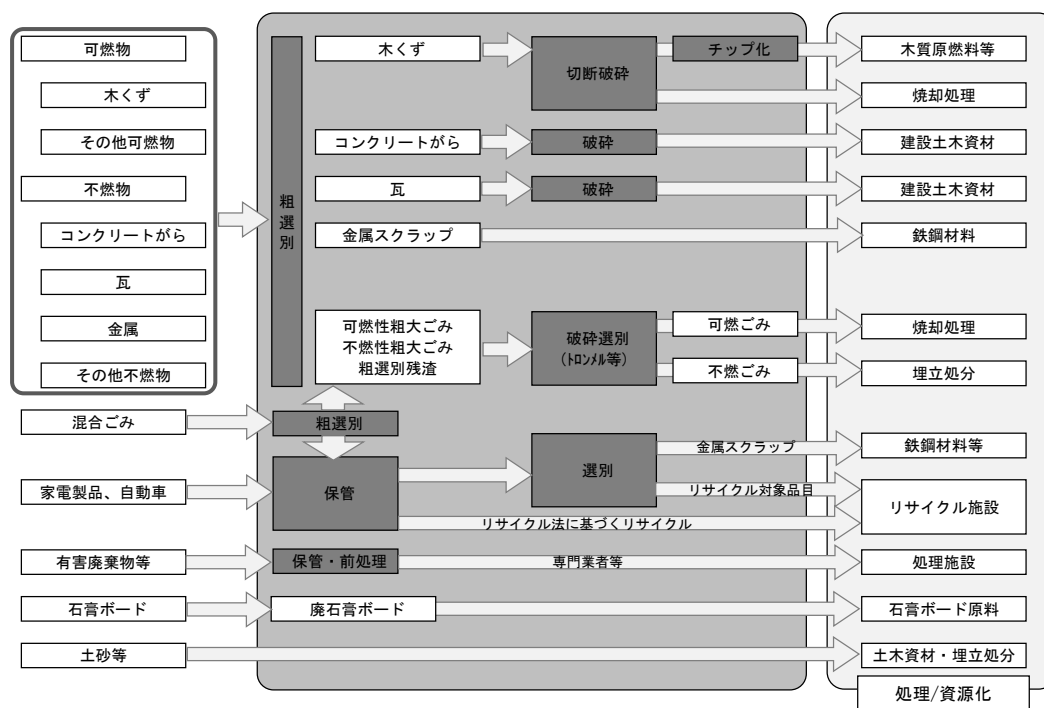 可燃物
木くず
その他可燃物
不燃物
コンクリートがら
瓦
金属
その他不燃物
混合ごみ
家電製品、自動車
有害廃棄物等
石膏ボード
土砂等
粗選別
木くず
切断破砕
チップ化
コンクリートがら
破砕
瓦
破砕
金属スクラップ
可燃性粗大ごみ
不燃性粗大ごみ
粗選別残渣
破砕選別
(トロンメル等)
可燃ごみ
不燃ごみ
粗選別
保管
選別
金属スクラップ
リサイクル対象品目
リサイクル法に基づくリサイクル
保管・前処理
専門業者等
廃石膏ボード
木質原燃料等
焼却処理
建設土木資材
建設土木資材
鉄鋼材料
焼却処理
埋立処分
鉄鋼材料等
リサイクル施設
処理施設
石膏ボード原料
土木資材・埋立処分
処理/資源化